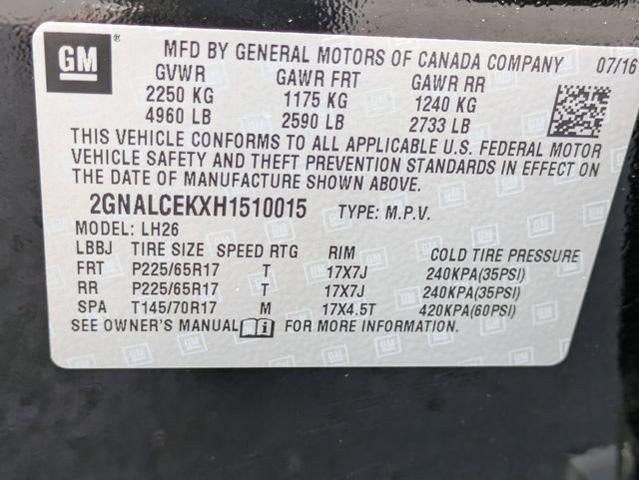 GM ® MFD BY GENERAL MOTORS OF CANADA COMPANY 07/16
GVWR GAWR FRT GAWR RR
2250 KG 1175 KG 1240 KG
4960 LB 2590 LB 2733 LB
THIS VEHICLE CONFORMS TO ALL APPLICABLE U.S. FEDERAL MOTOR
VEHICLE SAFETY AND THEFT PREVENTION STANDARDS IN EFFECT ON
THE DATE OF MANUFACTURE SHOWN ABOVE.
2GNALCEKXH1510015 TYPE: M.P.V.
MODEL: LH26
LBBJ TIRE SIZE SPEED RTG RIM COLD TIRE PRESSURE
FRT P225/65R17 T 17X7J 240KPA(35PSI)
RR P225/65R17 T 17X7J 240KPA(35PSI)
SPA T145/70R17 M 17X4.5T 420KPA(60PSI)
SEE OWNER'S MANUAL i FOR MORE INFORMATION.